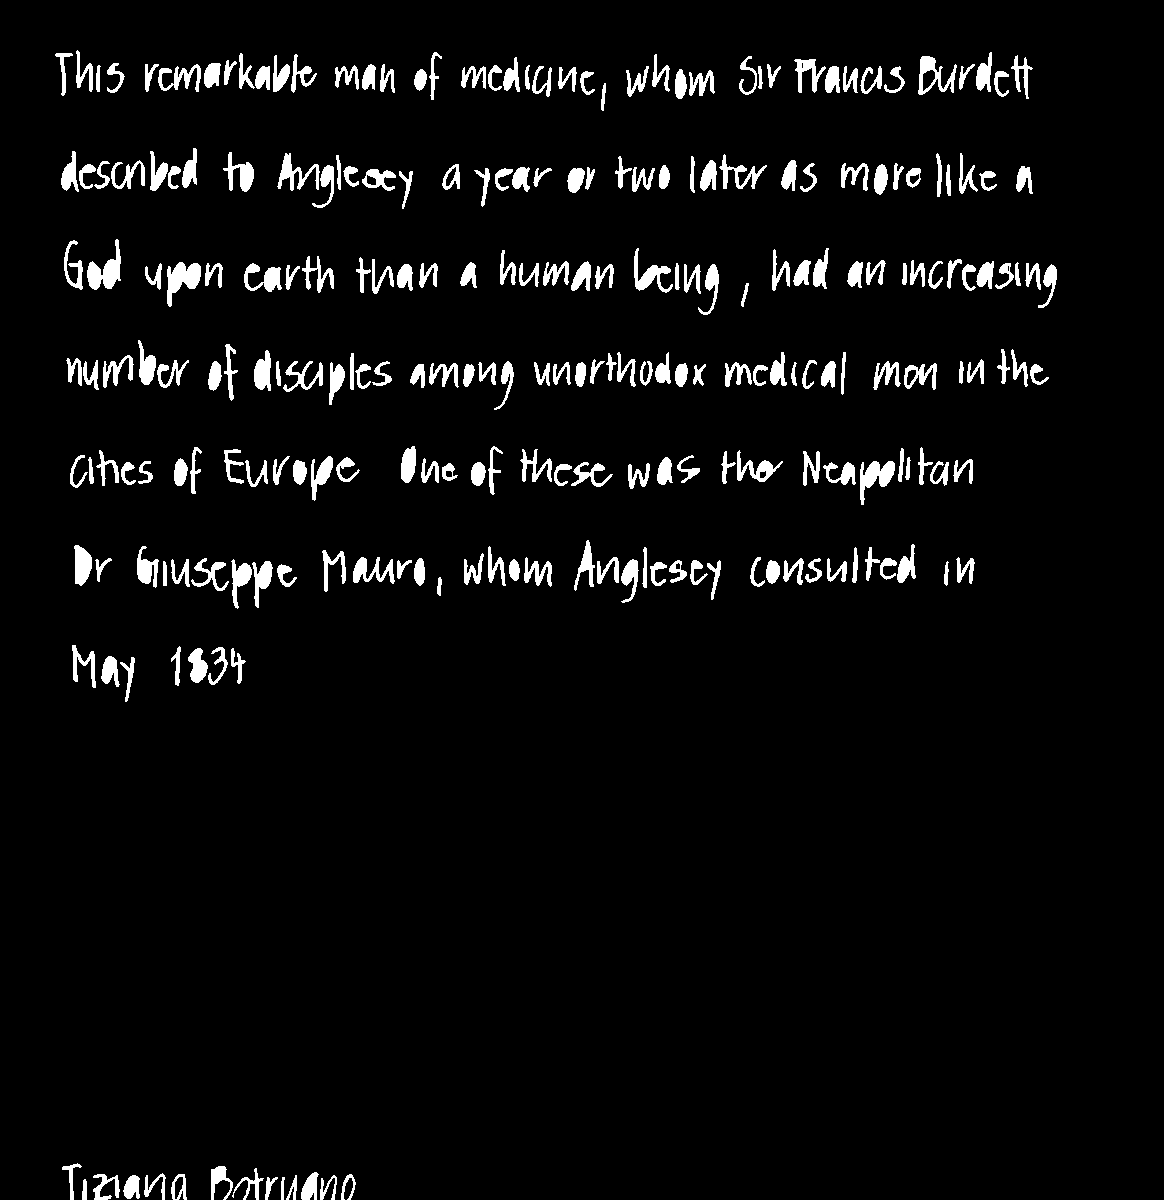 This remarkable man of medicine, whom Sir Francis Burdett
described to Anglesey a year or two later as more like a
God upon earth than a human being, had an increasing
number of disciples among unorthodox medical men in the
cities of Europe One of these was the Neapolitan
Dr Giuseppe Mauro, whom Anglesey consulted in
May 1834
Tiziana Botrugno